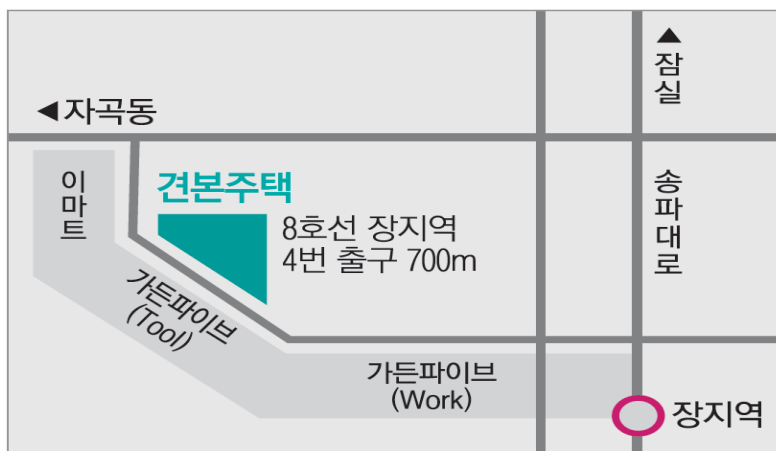 ▲
잠실
◀자곡동
이마트
견본주택
송파대로
8호선 장지역
4번 출구 700m
가든파이브
(Tool)
가든파이브
(Work)
장지역